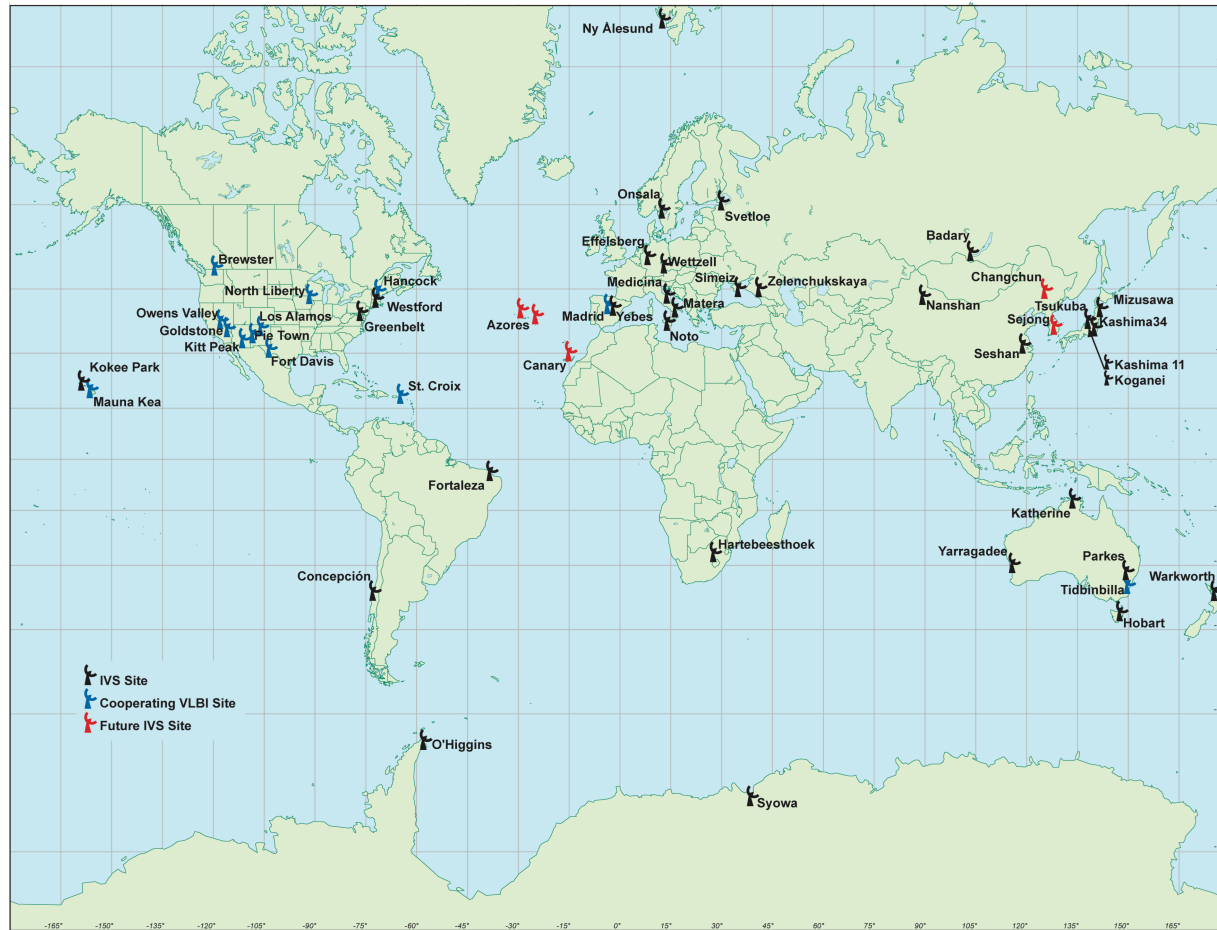 Ny Ålesund
Onsala
Svetloe
Badary
Effelsberg
Wettzell
Brewster
Hancock
Medicina
Simeiz
Zelenchukskaya
Changchun
North Liberty
Westford
Nanshan
Mizusawa
Owens Valley
Los Alamos
Azores
Madrid
Yebes
Matera
Tsukuba
Goldstone
Greenbelt
Sejong
Kashima34
Pie Town
Noto
Kitt Peak
Fort Davis
Seshan
Canary
Kokee Park
Kashima 11
Koganei
Mauna Kea
St. Croix
Fortaleza
Katherine
Hartebeesthoek
Yarragadee
Parkes
Concepción
Warkworth
Tidbinbilla
Hobart
IVS Site
Cooperating VLBI Site
Future IVS Site
O'Higgins
Syowa
-165° -150° -135° -120° -105° -90° -75° -60° -45° -30° -15° 0° 15° 30° 45° 60° 75° 90° 105° 120° 135° 150° 165°